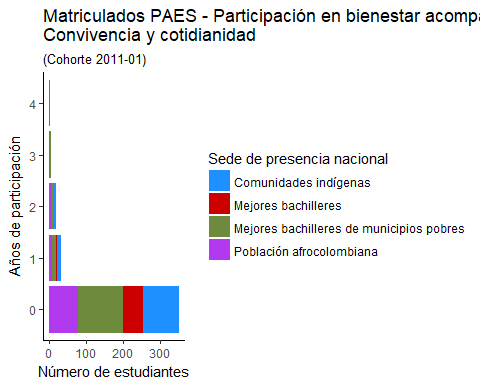 Matriculados PAES - Participación en bienestar
Convivencia y cotidianidad
(Cohorte 2011-01)
Años de participación
4
3
2
1
0
0 100 200 300
Número de estudiantes
Sede de presencia nacional
Comunidades indígenas
Mejores bachilleres
Mejores bachilleres de municipios pobres
Población afrocolombiana